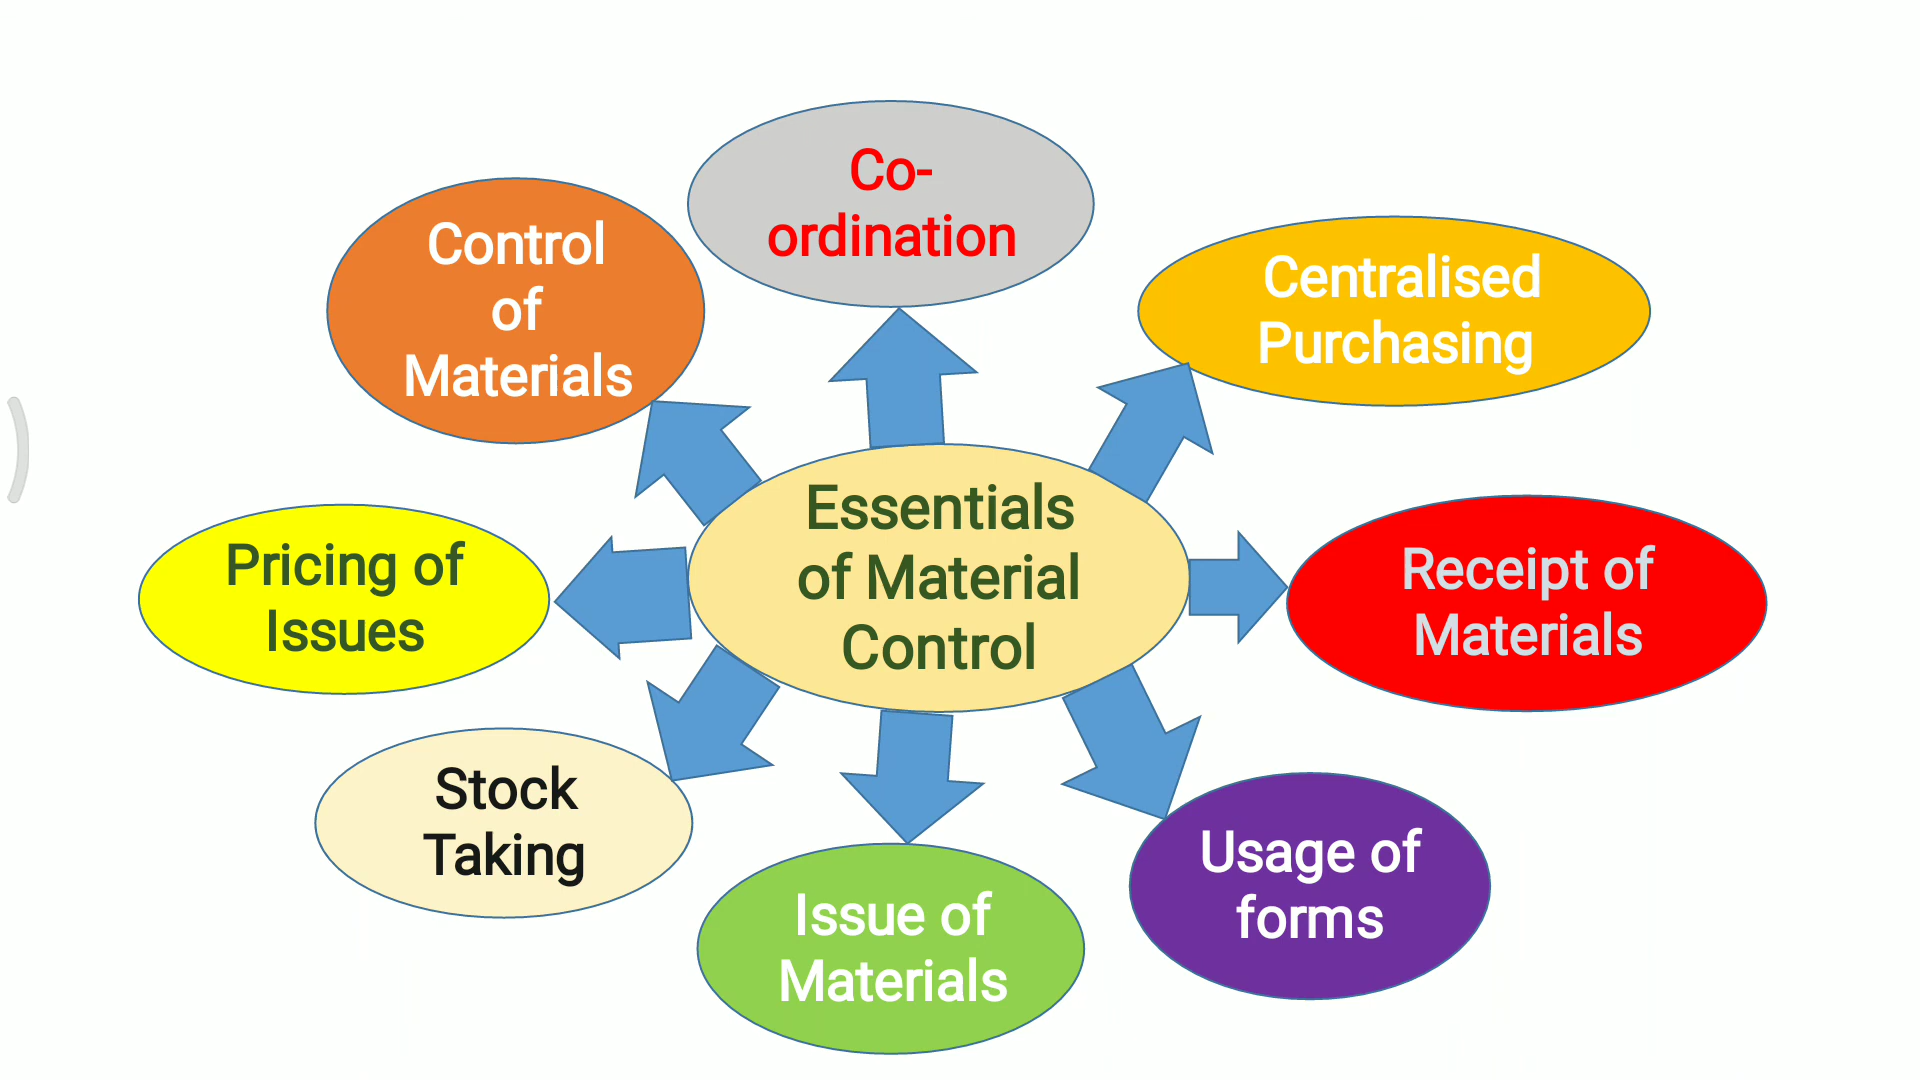 Co-
ordination
Control
of
Materials
Centralised
Purchasing
Essentials
of Material
Control
Pricing of
Issues
Receipt of
Materials
Stock
Taking
Usage of
forms
Issue of
Materials